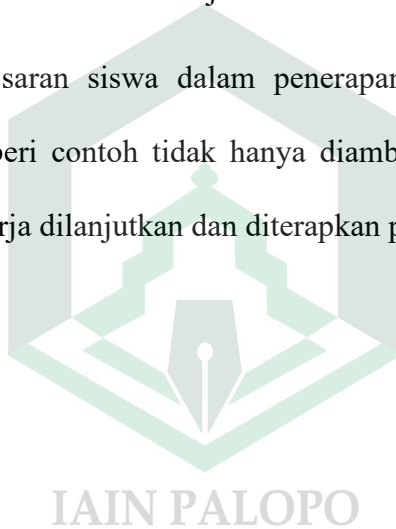 saran siswa dalam penerapan
beri contoh tidak hanya diamb
rja dilanjutkan dan diterapkan p
IAIN PALOPO